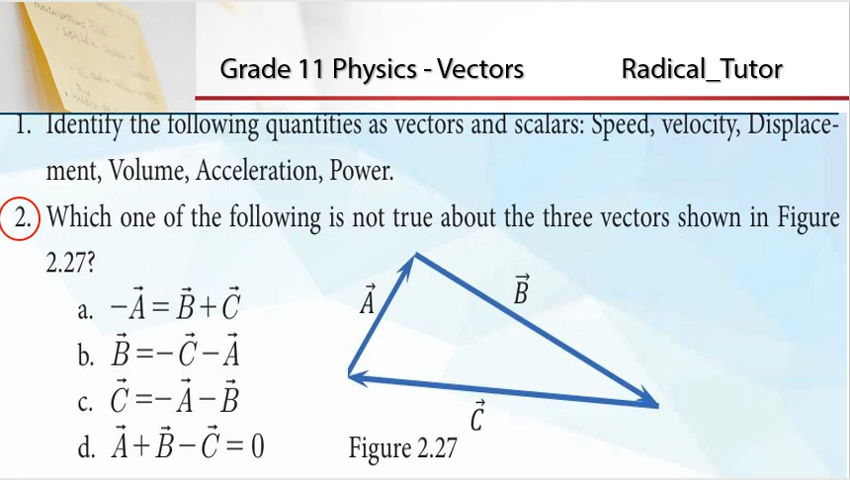 Grade 11 Physics - Vectors Radical_Tutor
1. Identify the following quantities as vectors and scalars: Speed, velocity, Displace-
ment, Volume, Acceleration, Power.
2. Which one of the following is not true about the three vectors shown in Figure
2.27?
a. −A⃗ = B⃗ + C⃗
b. B⃗ = − C⃗ − A⃗
c. C⃗ = − A⃗ − B⃗
d. A⃗ + B⃗ − C⃗ = 0
A⃗
B⃗
C⃗
Figure 2.27